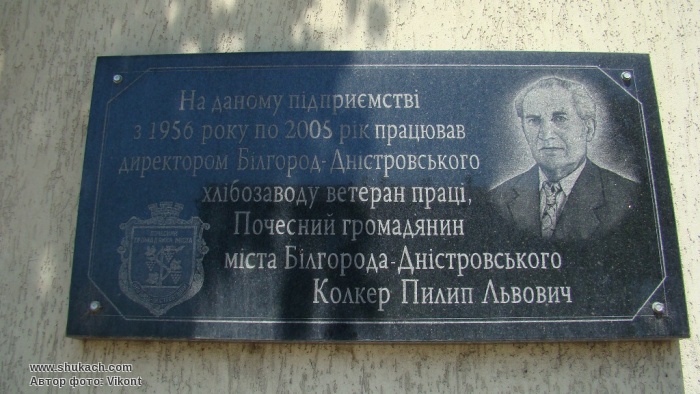 На даному підприємстві
з 1956 року по 2005 рік працював
директором Білгород-Дністровського
хлібозаводу ветеран праці,
Почесний громадянин
міста Білгорода-Дністровського
Колкер Пилип Львович
www.shukach.com
Автор фото: Vikont